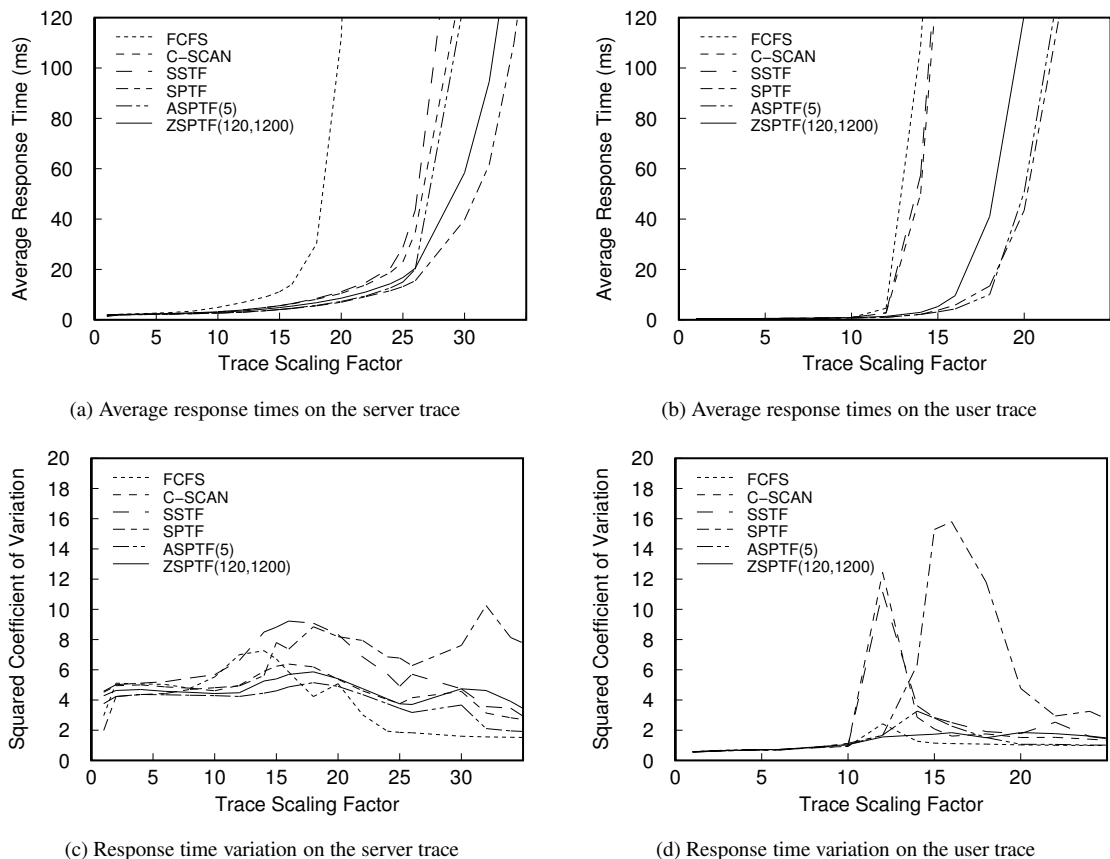 120
100
80
60
40
20
0
Average Response Time (ms)
FCFS
C-SCAN
SSTF
SPTF
ASPTF(5)
ZSPTF(120,1200)
0 5 10 15 20 25 30
Trace Scaling Factor
(a) Average response times on the server trace
120
100
80
60
40
20
0
Average Response Time (ms)
FCFS
C-SCAN
SSTF
SPTF
ASPTF(5)
ZSPTF(120,1200)
0 5 10 15 20
Trace Scaling Factor
(b) Average response times on the user trace
20
18
16
14
12
10
8
6
4
2
0
Squared Coefficient of Variation
FCFS
C-SCAN
SSTF
SPTF
ASPTF(5)
ZSPTF(120,1200)
0 5 10 15 20 25 30
Trace Scaling Factor
(c) Response time variation on the server trace
20
18
16
14
12
10
8
6
4
2
0
Squared Coefficient of Variation
FCFS
C-SCAN
SSTF
SPTF
ASPTF(5)
ZSPTF(120,1200)
0 5 10 15 20
Trace Scaling Factor
(d) Response time variation on the user trace